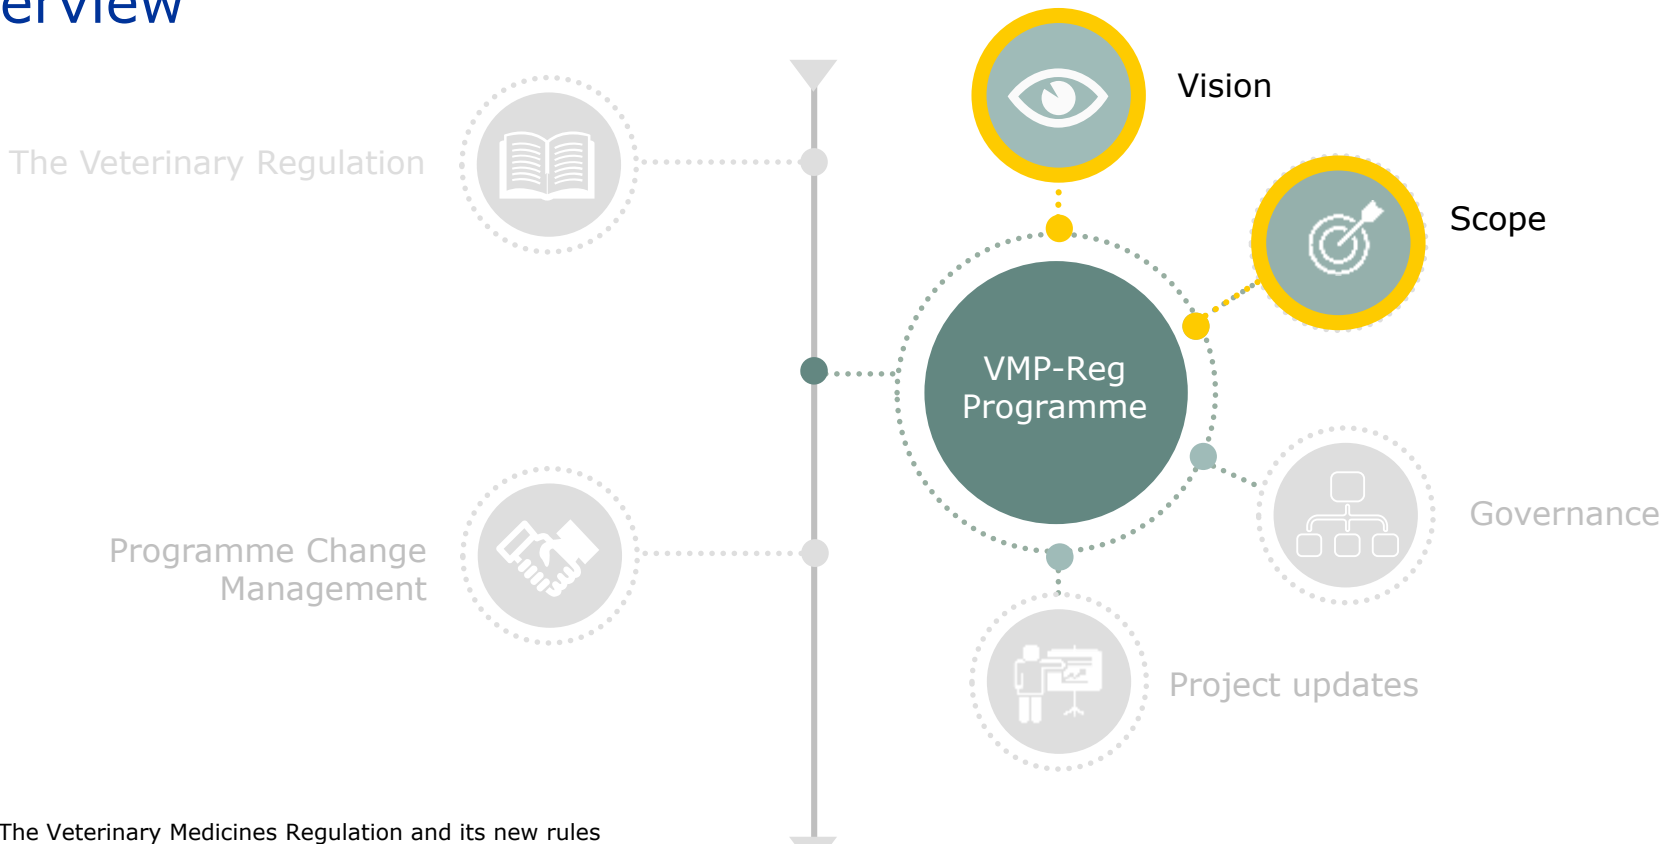 erview
Vision
The Veterinary Regulation
Scope
VMP-Reg
Programme
Governance
Programme Change
Management
Project updates
The Veterinary Medicines Regulation and its new rules